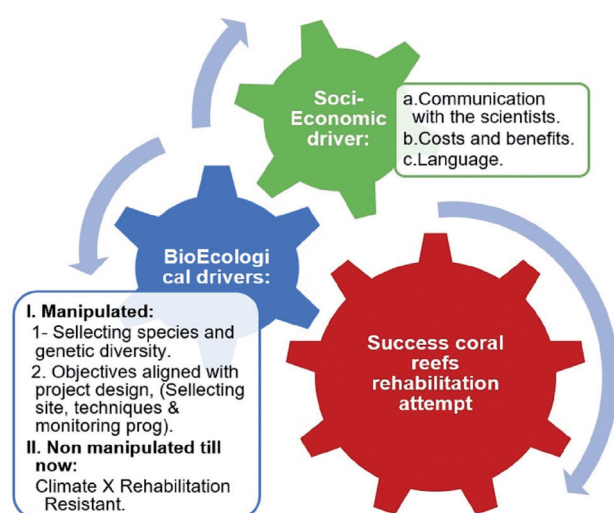 Soci-
Economic
driver:
a.Communication
with the scientists.
b.Costs and benefits.
c.Language.
BioEcologi
cal drivers:
I. Manipulated:
1- Sellecting species and
genetic diversity.
2. Objectives aligned with
project design, (Sellecting
site, techniques &
monitoring prog).
II. Non manipulated till
now:
Climate X Rehabilitation
Resistant.
Success coral
reefs
rehabilitation
attempt